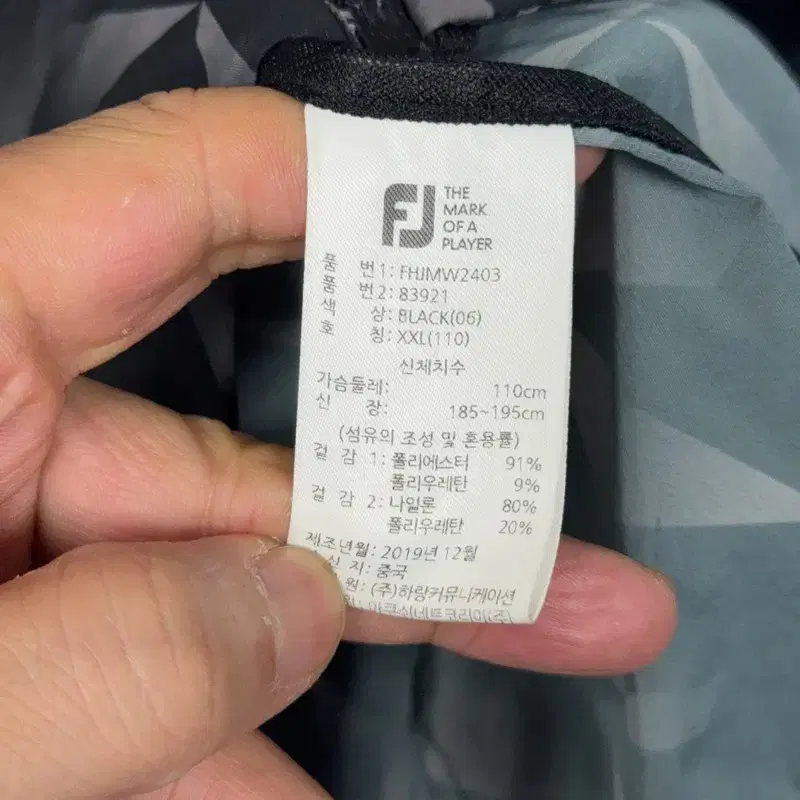 FJ
THE
MARK
OF A
PLAYER
품 번1: FHJMW2403
품 번2: 83921
색 상: BLACK(06)
호 칭: XXL(110)
신체치수
가슴둘레: 110cm
신 장: 185~195cm
(섬유의 조성 및 혼용률)
겉 감 1: 폴리에스터 91%
폴리우레탄 9%
겉 감 2: 나일론 80%
폴리우레탄 20%
제조년월: 2019년 12월
지: 중국
원: (주)하랑커뮤니케이션